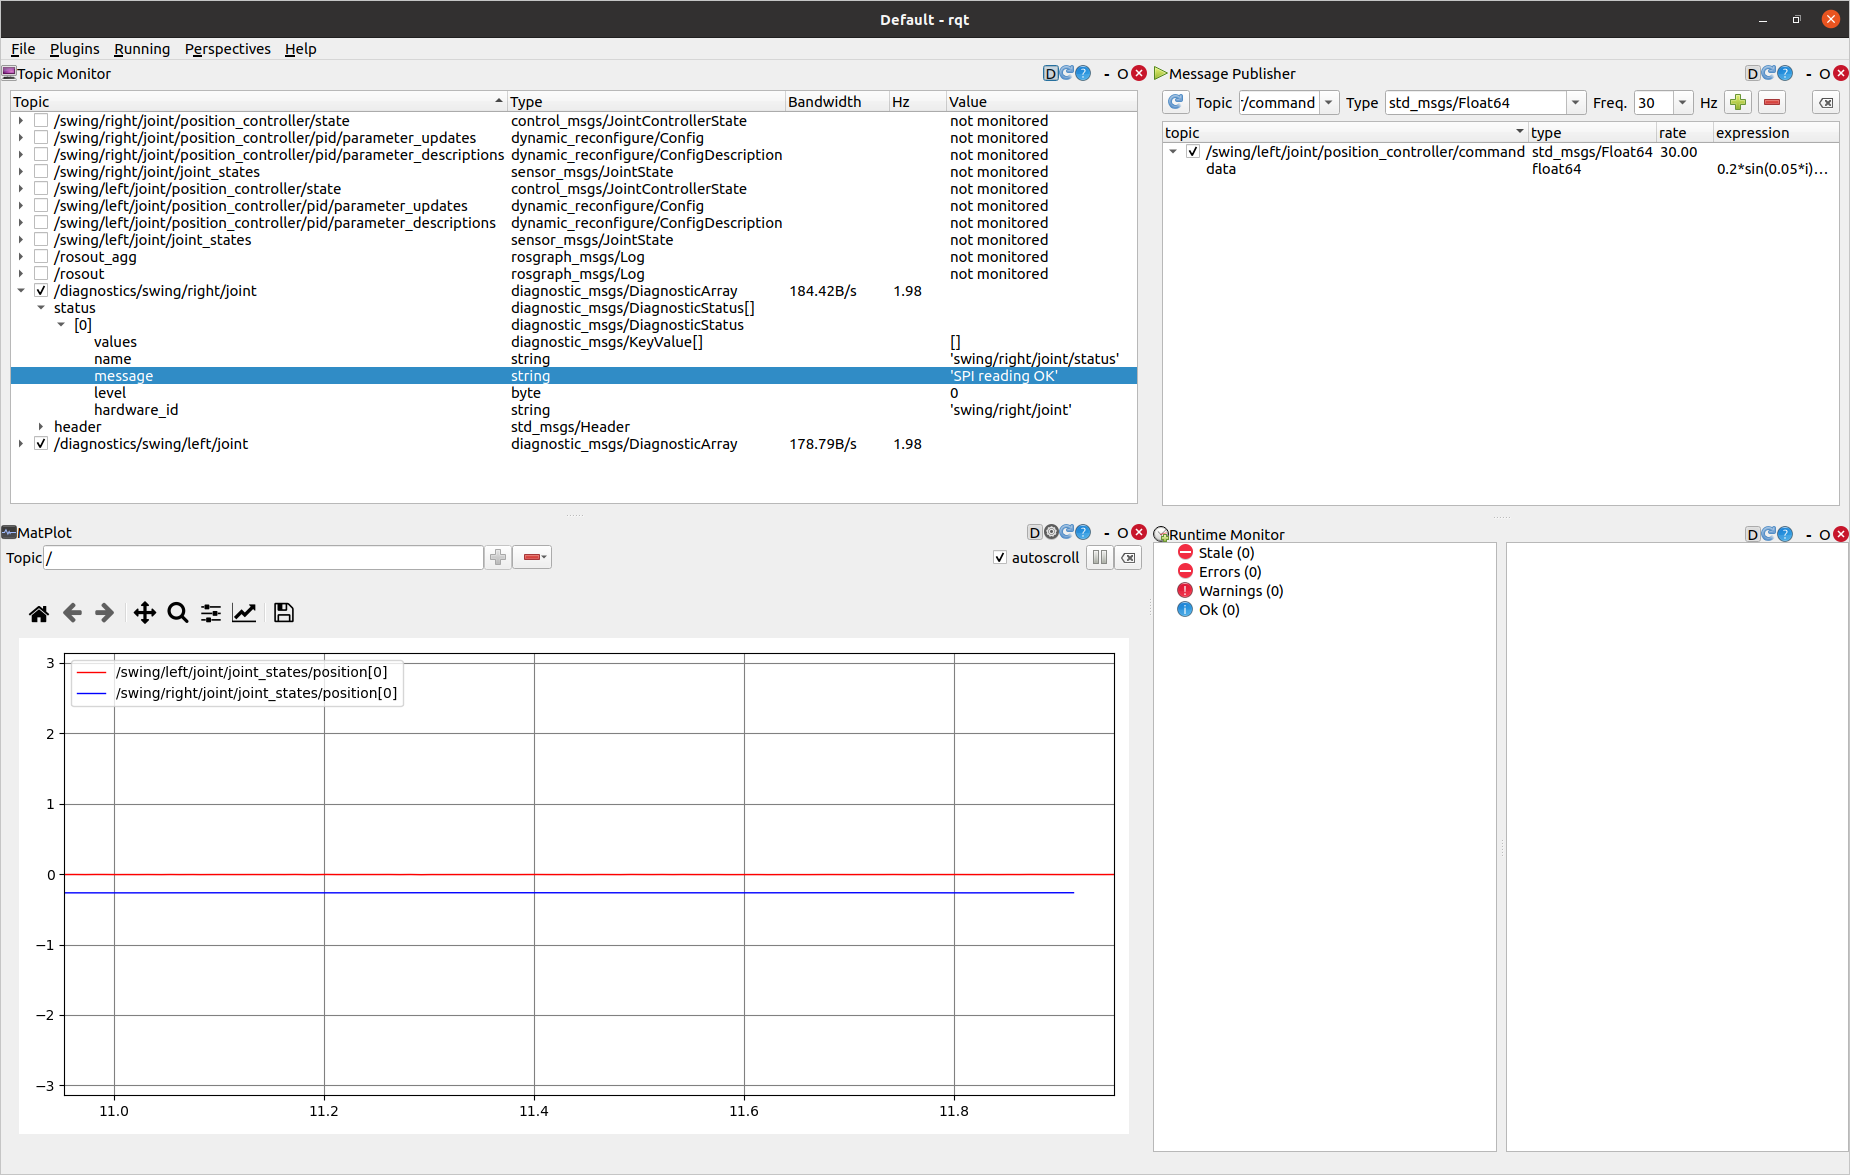 Default - rqt
File Plugins Running Perspectives Help
Topic Monitor
D ? - O
Topic Type Bandwidth Hz Value
/swing/right/joint/position_controller/state control_msgs/JointControllerState not monitored
/swing/right/joint/position_controller/pid/parameter_updates dynamic_reconfigure/Config not monitored
/swing/right/joint/position_controller/pid/parameter_descriptions dynamic_reconfigure/ConfigDescription not monitored
/swing/right/joint/joint_states sensor_msgs/JointState not monitored
/swing/left/joint/position_controller/state control_msgs/JointControllerState not monitored
/swing/left/joint/position_controller/pid/parameter_updates dynamic_reconfigure/Config not monitored
/swing/left/joint/position_controller/pid/parameter_descriptions dynamic_reconfigure/ConfigDescription not monitored
/swing/left/joint/joint_states sensor_msgs/JointState not monitored
/rosout_agg rosgraph_msgs/Log not monitored
/rosout rosgraph_msgs/Log not monitored
/diagnostics/swing/right/joint diagnostic_msgs/DiagnosticArray 184.42B/s 1.98
status diagnostic_msgs/DiagnosticStatus[]
[0] diagnostic_msgs/DiagnosticStatus
values diagnostic_msgs/KeyValue[] []
name string 'swing/right/joint/status'
message string 'SPI reading OK'
level byte 0
hardware_id string 'swing/right/joint'
header std_msgs/Header
/diagnostics/swing/left/joint diagnostic_msgs/DiagnosticArray 178.79B/s 1.98
Message Publisher
D ? - O
Topic /command Type std_msgs/Float64 Freq. 30 Hz
topic type rate expression
/swing/left/joint/position_controller/command std_msgs/Float64 30.00
data float64 0.2*sin(0.05*i)...
MatPlot
D ? - O
Topic / autoscroll
/swing/left/joint/joint_states/position[0]
/swing/right/joint/joint_states/position[0]
3
2
1
0
−1
−2
−3
11.0 11.2 11.4 11.6 11.8
Runtime Monitor
D ? - O
Stale (0)
Errors (0)
Warnings (0)
Ok (0)